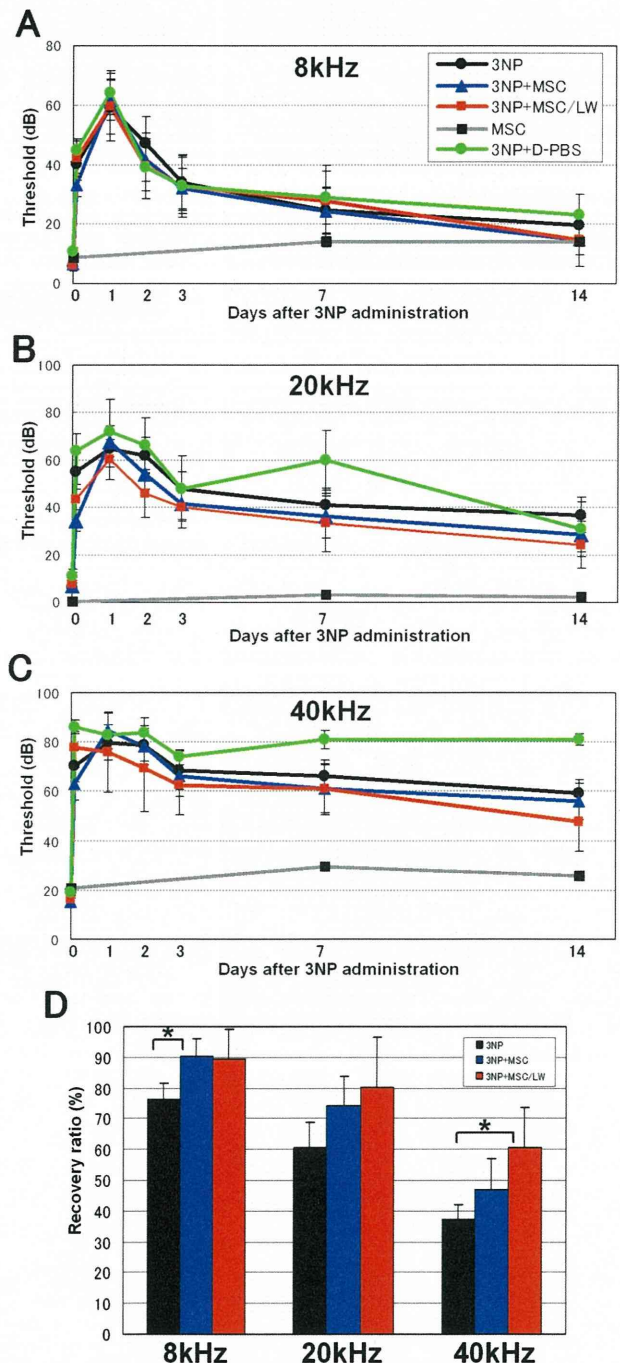 A
8kHz
80
60
40
20
0
Threshold (dB)
3NP
3NP+MSC
3NP+MSC/LW
MSC
3NP+D-PBS
0 1 2 3 7 14
Days after 3NP administration
B
20kHz
100
80
60
40
20
0
Threshold (dB)
0 1 2 3 7 14
Days after 3NP administration
C
40kHz
100
80
60
40
20
0
Threshold (dB)
0 1 2 3 7 14
Days after 3NP administration
D
100
90
80
70
60
50
40
30
20
10
0
Recovery ratio (%)
*
*
3NP
3NP+MSC
3NP+MSC/LW
8kHz 20kHz 40kHz